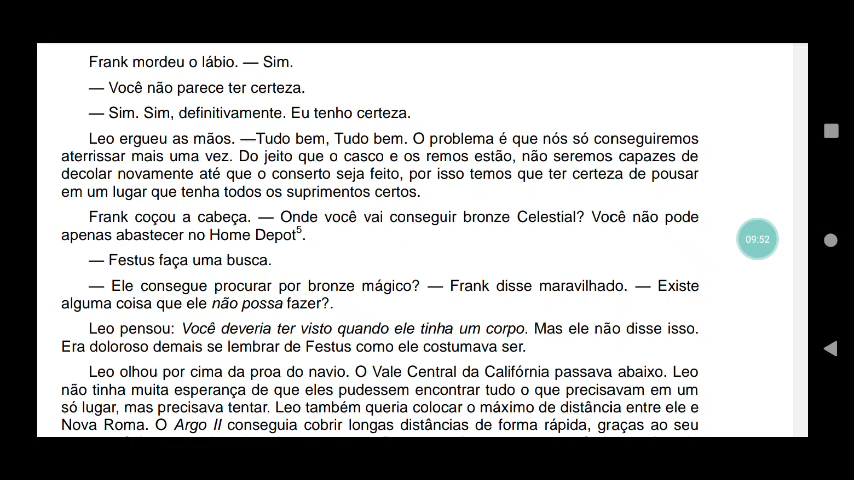 Frank mordeu o lábio. — Sim.
— Você não parece ter certeza.
— Sim. Sim, definitivamente. Eu tenho certeza.
Leo ergueu as mãos. —Tudo bem, Tudo bem. O problema é que nós só conseguiremos
aterrissar mais uma vez. Do jeito que o casco e os remos estão, não seremos capazes de
decolar novamente até que o conserto seja feito, por isso temos que ter certeza de pousar
em um lugar que tenha todos os suprimentos certos.
Frank coçou a cabeça. — Onde você vai conseguir bronze Celestial? Você não pode
apenas abastecer no Home Depot⁵.
09:52
— Festus faça uma busca.
— Ele consegue procurar por bronze mágico? — Frank disse maravilhado. — Existe
alguma coisa que ele não possa fazer?.
Leo pensou: Você deveria ter visto quando ele tinha um corpo. Mas ele não disse isso.
Era doloroso demais se lembrar de Festus como ele costumava ser.
Leo olhou por cima da proa do navio. O Vale Central da Califórnia passava abaixo. Leo
não tinha muita esperança de que eles pudessem encontrar tudo o que precisavam em um
só lugar, mas precisava tentar. Leo também queria colocar o máximo de distância entre ele e
Nova Roma. O Argo II conseguia cobrir longas distâncias de forma rápida, graças ao seu